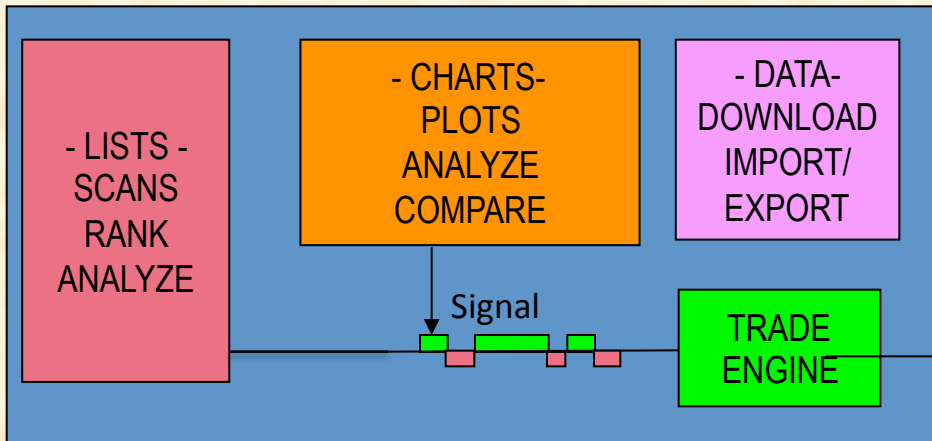 - LISTS -
SCANS
RANK
ANALYZE
- CHARTS-
PLOTS
ANALYZE
COMPARE
- DATA-
DOWNLOAD
IMPORT/
EXPORT
Signal
TRADE
ENGINE